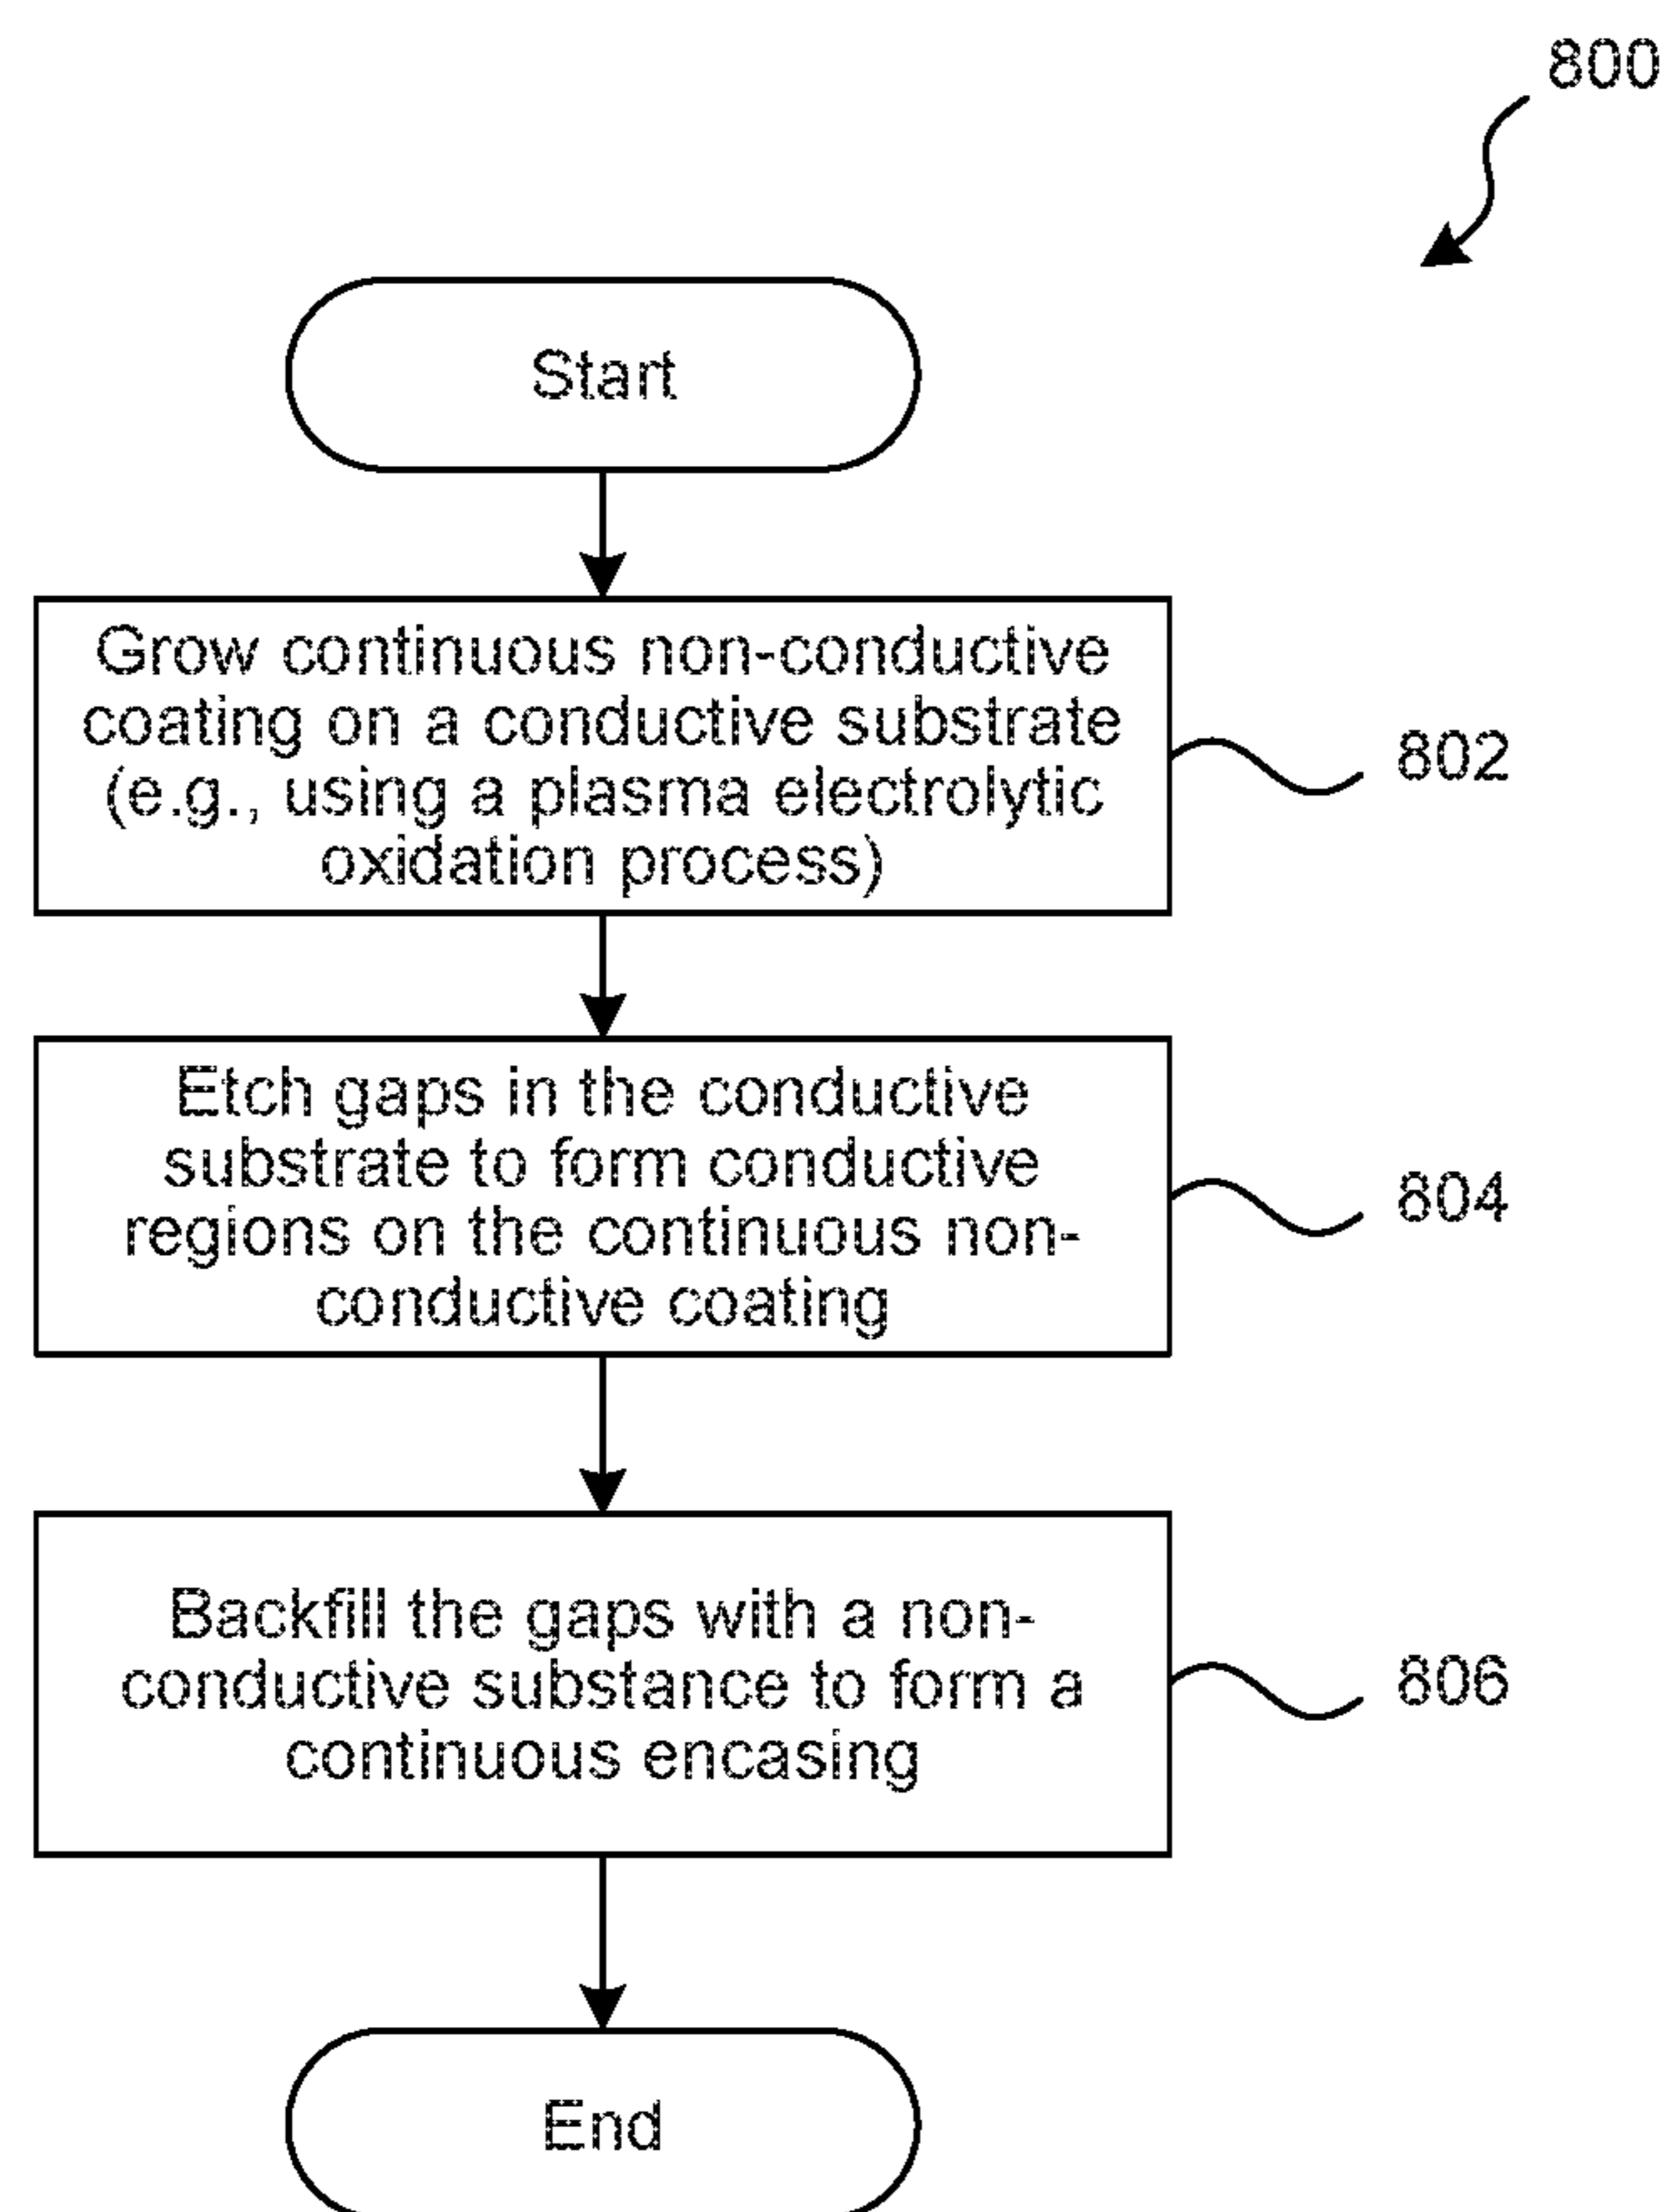 800
Start
Grow continuous non-conductive
coating on a conductive substrate
(e.g., using a plasma electrolytic
oxidation process)
802
Etch gaps in the conductive
substrate to form conductive
regions on the continuous non-
conductive coating
804
Backfill the gaps with a non-
conductive substance to form a
continuous encasing
806
End